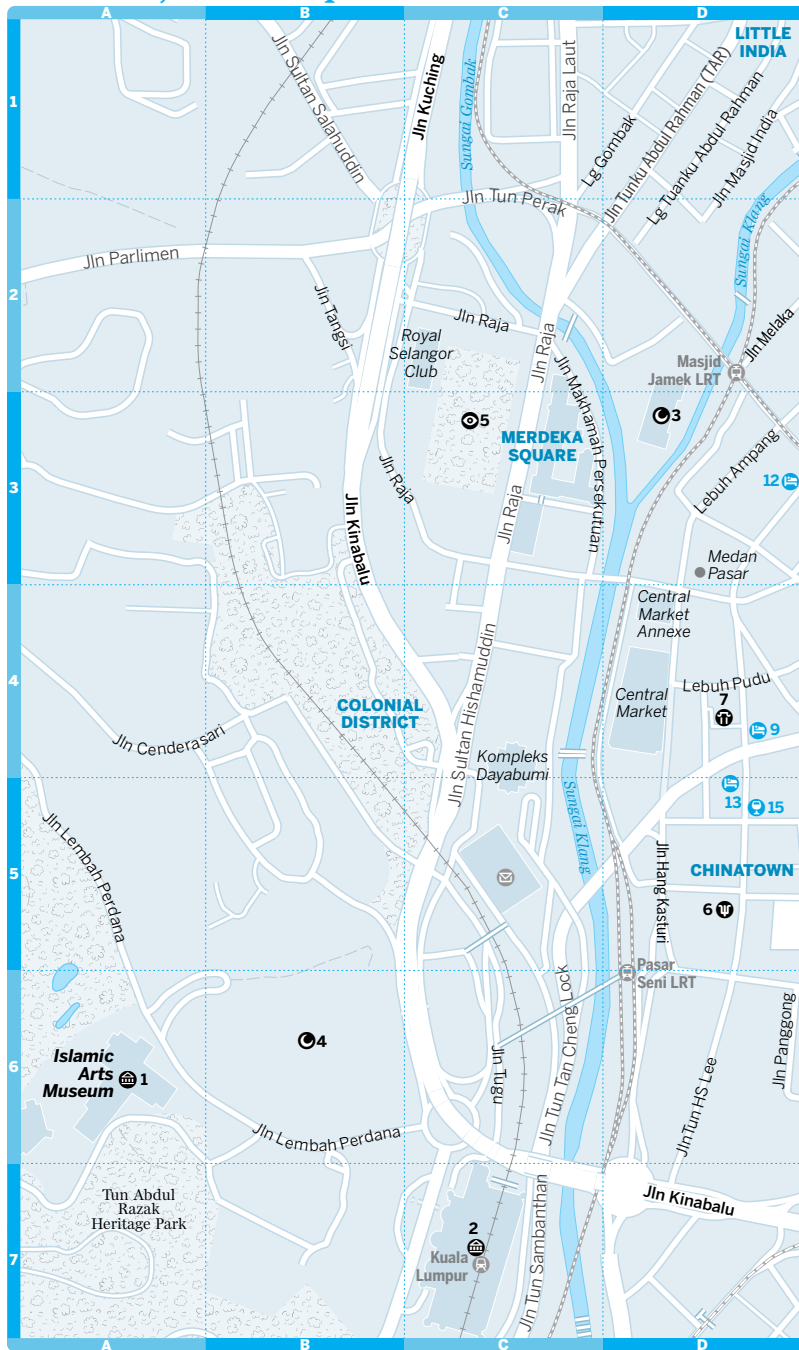 A
B
C
D
LITTLE
INDIA
1
Jln Sultan Salahuddin
Jln Kuching
Sungai Gombak
Jln Raja Laut
Lg Gombak
Jln Tunku Abdul Rahman (TAR)
Lg Tuanku Abdul Rahman
Jln Masjid India
Jln Tun Perak
Sungai Klang
Jln Parlimen
2
Jln Tangsi
Jln Raja
Royal
Selangor
Club
Jln Raja
Jln Makhamah Persekutuan
Jln Melaka
Masjid
Jamek LRT
5
3
MERDEKA
SQUARE
3
Jln Raja
Jln Kinabalu
Jln Raja
Lebuh Ampang
12
Medan
Pasar
Central
Market
Annexe
4
COLONIAL
DISTRICT
Jln Sultan Hishamuddin
Central
Market
Lebuh Pudu
7
9
Jln Cenderasari
Kompleks
Dayabumi
13
15
Sungai Klang
Jln Lembah Perdana
5
Jln Hang Kasturi
CHINATOWN
6
Pasar
Seni LRT
Jln Tun Tan Cheng Lock
4
6
Islamic
Arts
Museum
1
Jln Tugn
Jln Tun HS Lee
Jln Panggong
Jln Lembah Perdana
Jln Kinabalu
Tun Abdul
Razak
Heritage Park
2
Kuala
Lumpur
Jln Tun Sambanthan
7
A
B
C
D